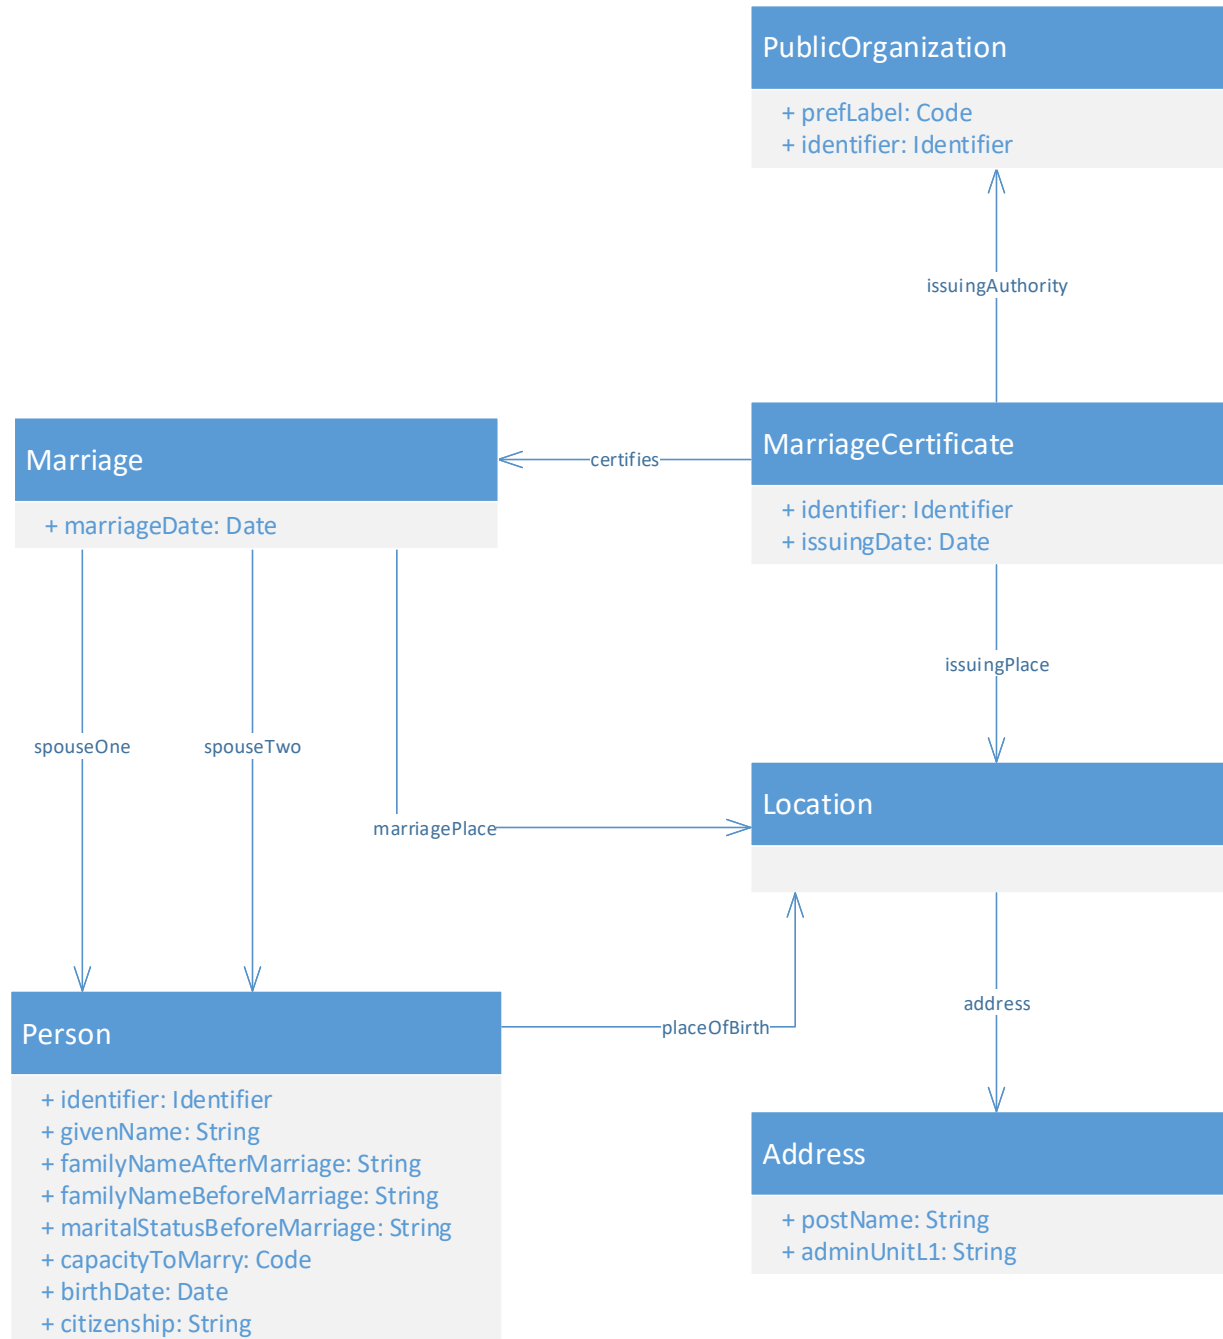 PublicOrganization
+ prefLabel: Code
+ identifier: Identifier
issuingAuthority
Marriage
+ marriageDate: Date
certifies
MarriageCertificate
+ identifier: Identifier
+ issuingDate: Date
issuingPlace
spouseOne
spouseTwo
marriagePlace
Location
placeOfBirth
address
Person
+ identifier: Identifier
+ givenName: String
+ familyNameAfterMarriage: String
+ familyNameBeforeMarriage: String
+ maritalStatusBeforeMarriage: String
+ capacityToMarry: Code
+ birthDate: Date
+ citizenship: String
Address
+ postName: String
+ adminUnitL1: String